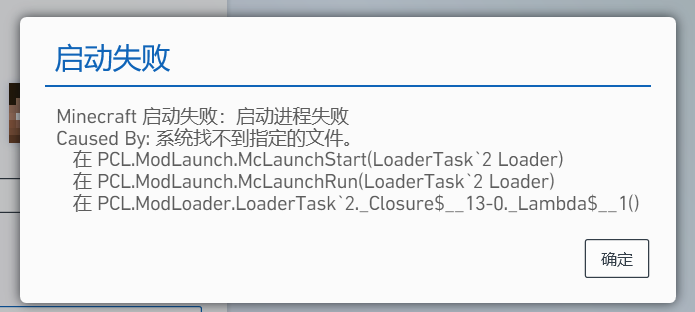 启动失败
Minecraft 启动失败：启动进程失败
Caused By: 系统找不到指定的文件。
在 PCL.ModLaunch.McLaunchStart(LoaderTask`2 Loader)
在 PCL.ModLaunch.McLaunchRun(LoaderTask`2 Loader)
在 PCL.ModLoader.LoaderTask`2._Closure$__13-0._Lambda$__1()
确定